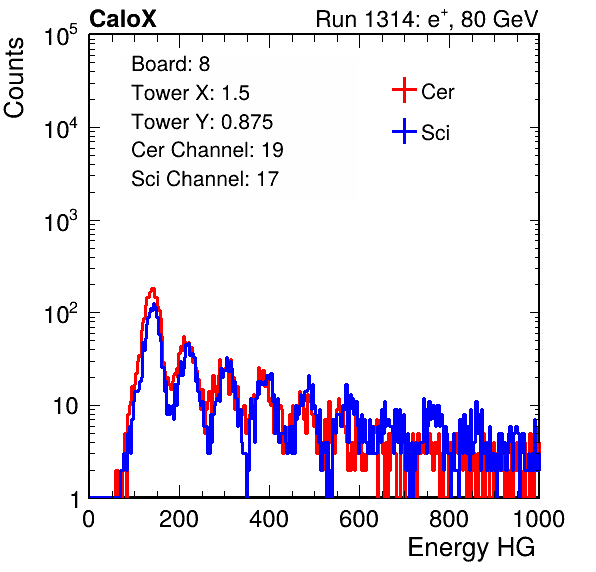 CaloX Run 1314: e⁺, 80 GeV
Counts
10⁵
10⁴
10³
10²
10
1
Board: 8
Tower X: 1.5
Tower Y: 0.875
Cer Channel: 19
Sci Channel: 17
Cer
Sci
0 200 400 600 800 1000
Energy HG